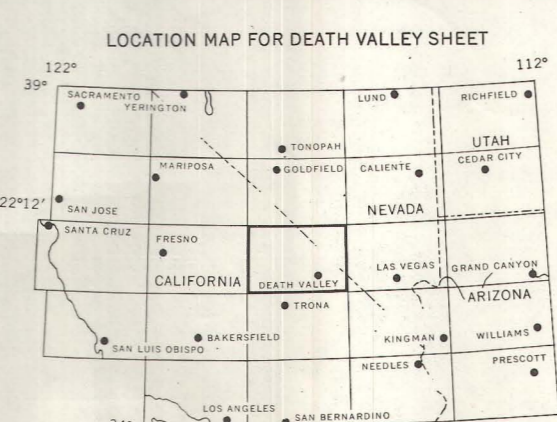 LOCATION MAP FOR DEATH VALLEY SHEET
122° 112°
39°
SACRAMENTO
YERINGTON
LUND
RICHFIELD
TONOPAH
UTAH
MARIPOSA
GOLDFIELD
CALIENTE
CEDAR CITY
22°12'
SAN JOSE
NEVADA
SANTA CRUZ
FRESNO
CALIFORNIA
DEATH VALLEY
LAS VEGAS
GRAND CANYON
ARIZONA
TRONA
SAN LUIS OBISPO
BAKERSFIELD
KINGMAN
WILLIAMS
NEEDLES
PRESCOTT
LOS ANGELES
SAN BERNARDINO